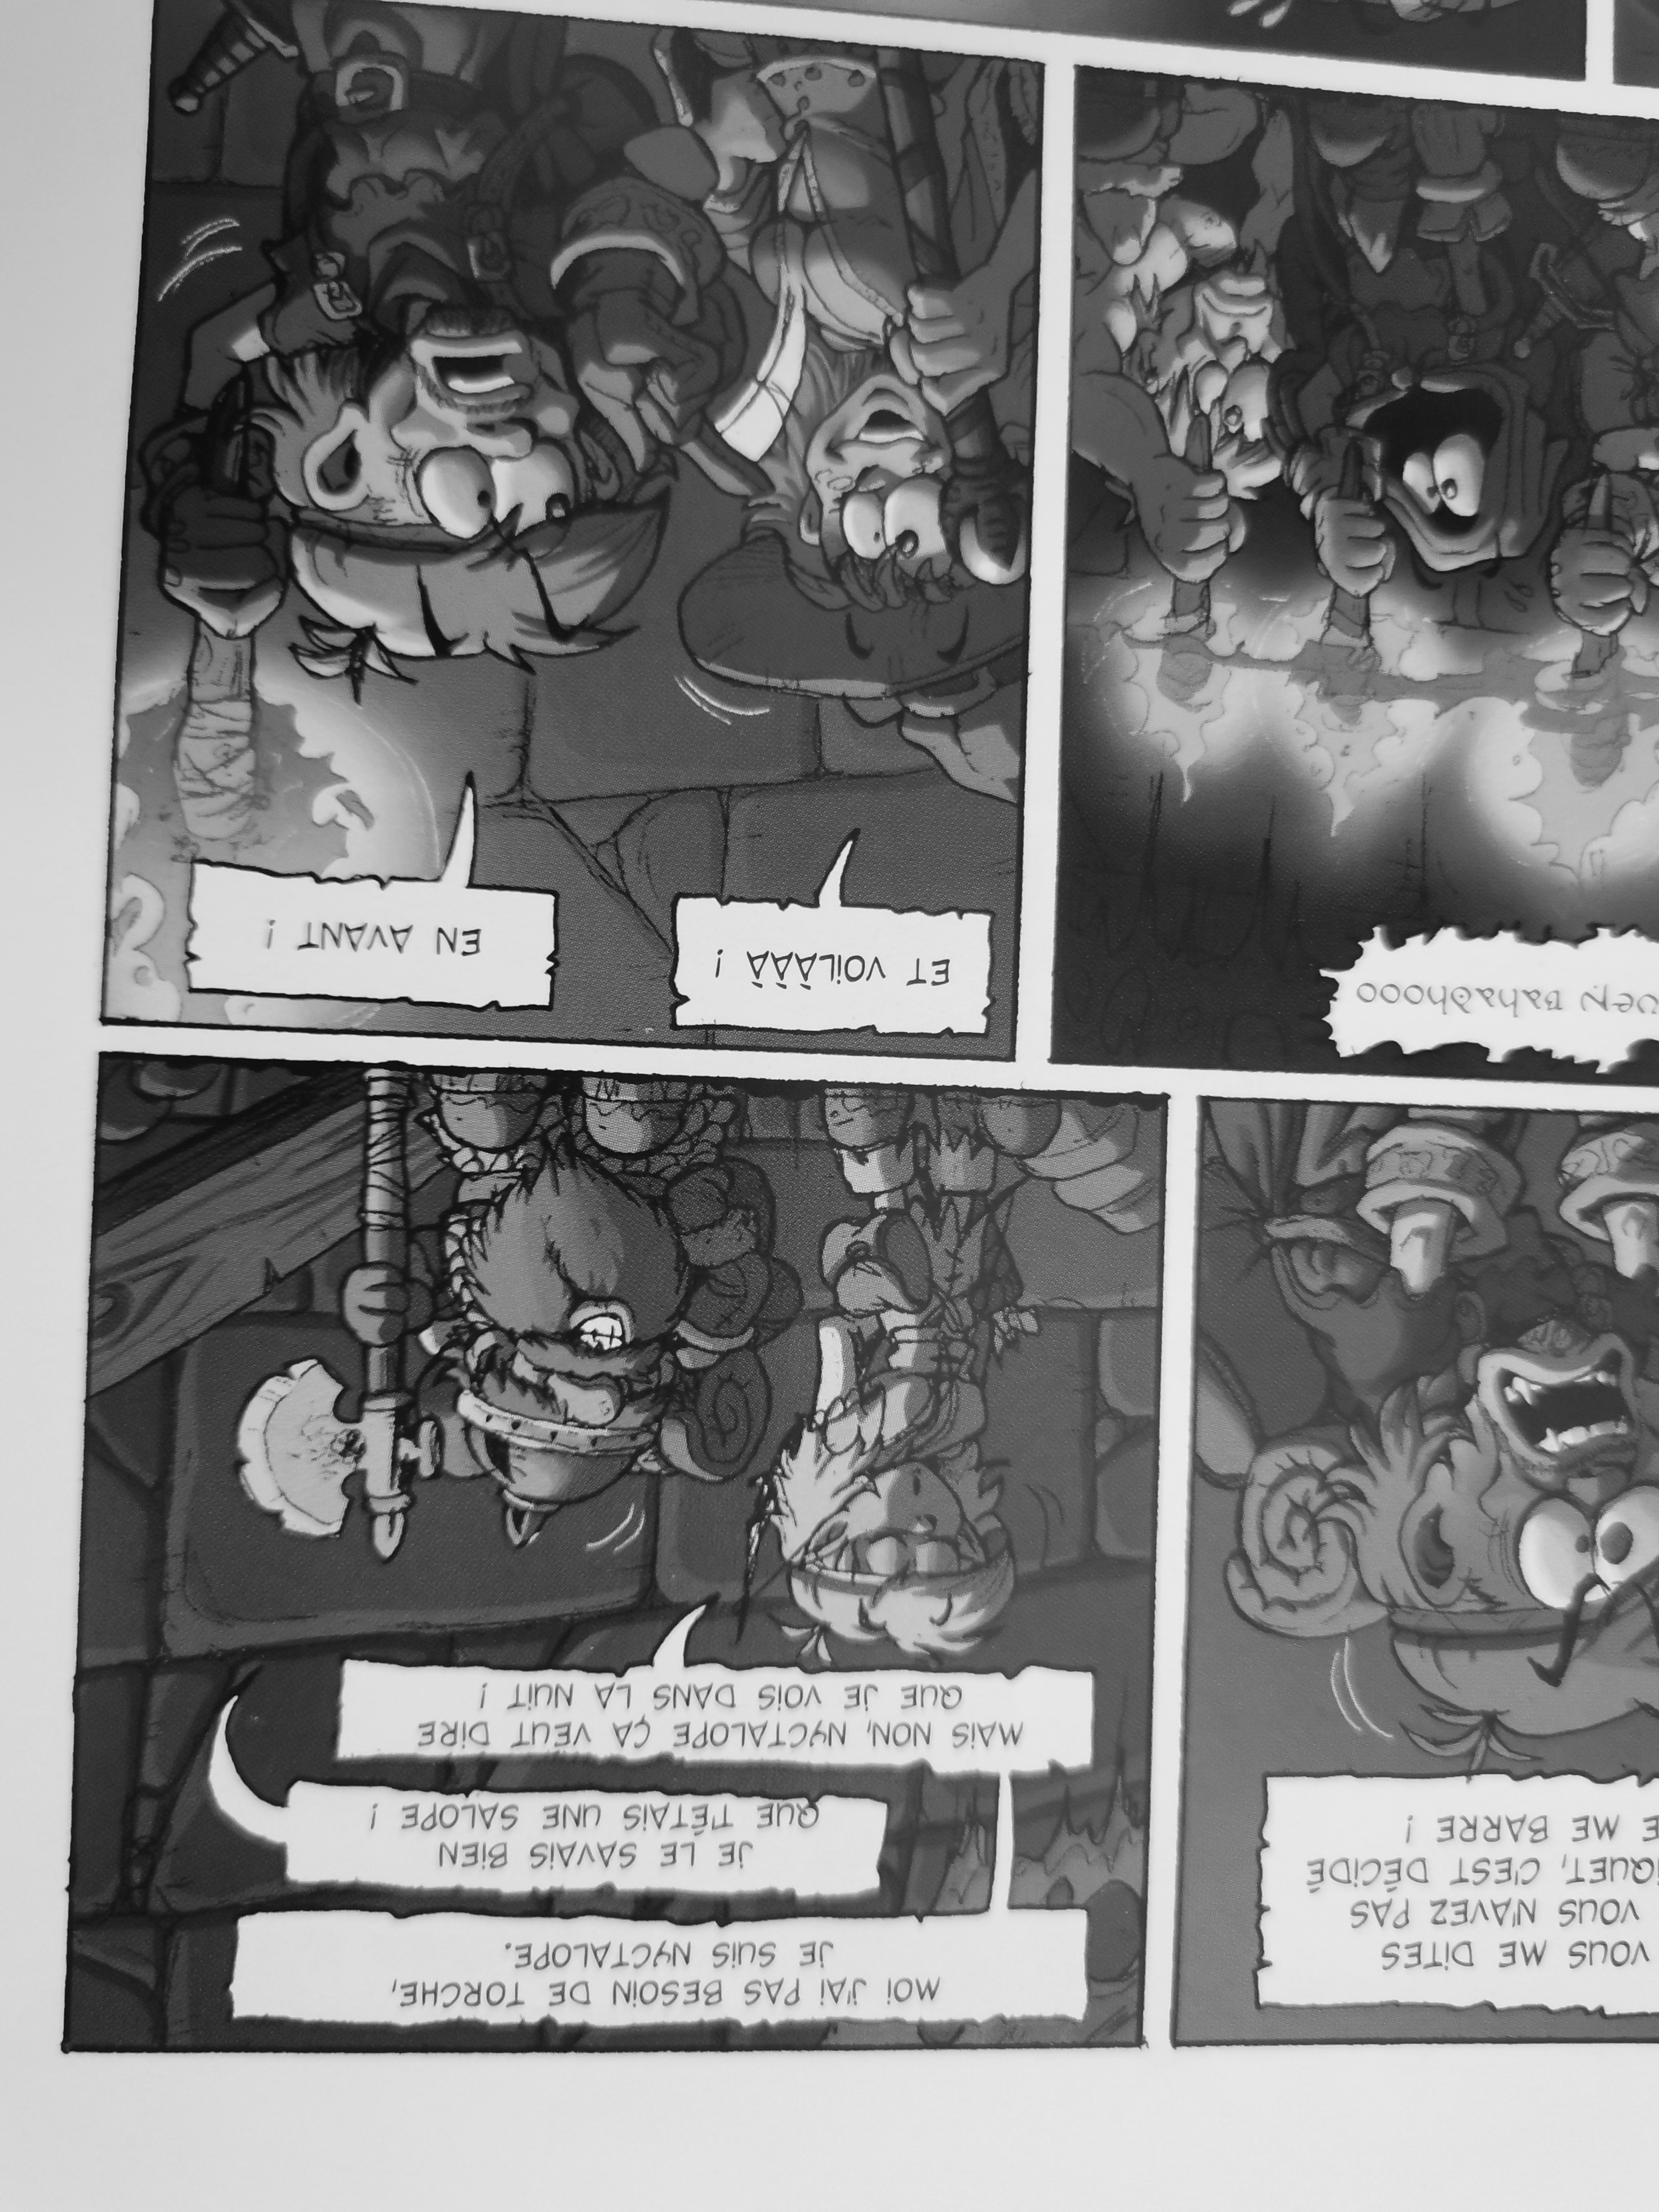 VOUS ME DITES
VOUS N'AVEZ PAS
C'EST DÉCIDÉ
ME BARRE !
MOI J'AI PAS BESOIN DE TORCHE,
JE SUIS NYCTALOPE.
JE LE SAVAIS BIEN
QUE T'ÉTAIS UNE SALOPE !
MAIS NON, NYCTALOPE ÇA VEUT DIRE
QUE JE VOIS DANS LA NUIT !
Bahadhooo
ET VOILÀÀÀ !
EN AVANT !